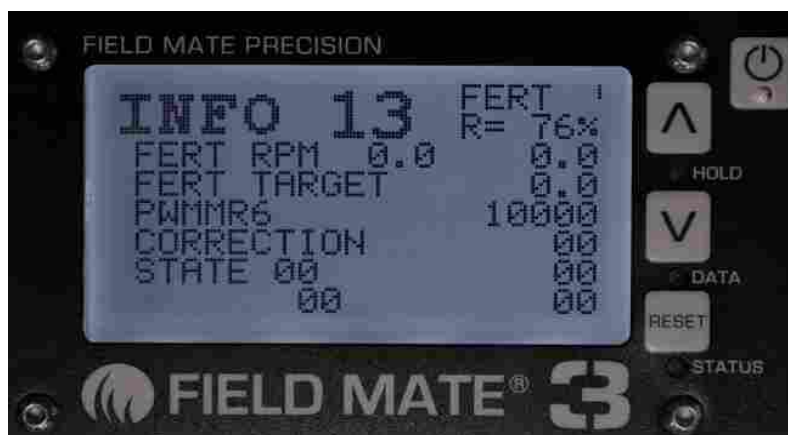 FIELD MATE PRECISION
INFO 13 FERT
R= 76%
FERT RPM 0.0 0.0
FERT TARGET 0.0
PWMMR6 10000
CORRECTION 00
STATE 00 00
00 00
HOLD
DATA
RESET
STATUS
FIELD MATE® 3